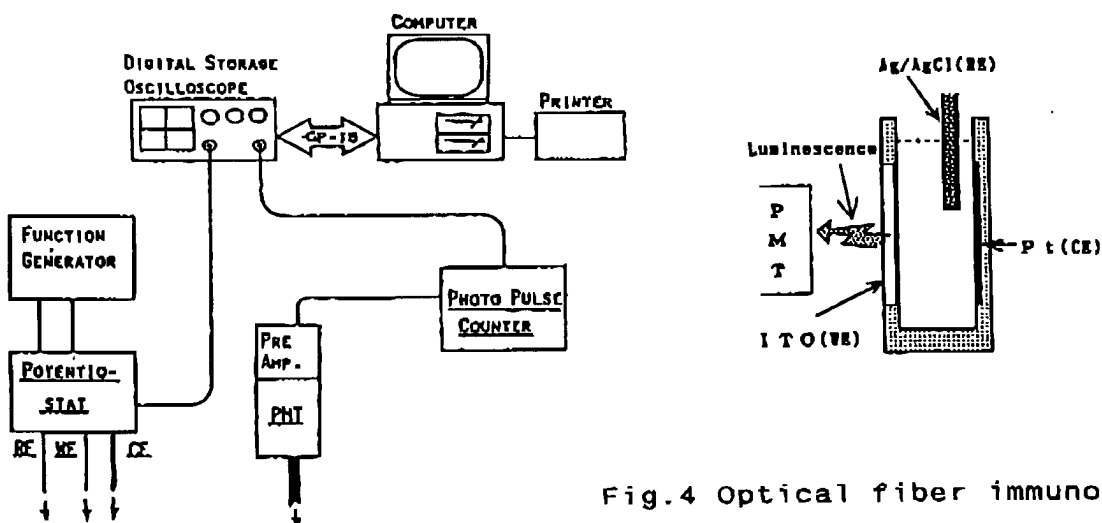 COMPUTER
DIGITAL STORAGE
OSCILLOSCOPE
GP-IB
PRINTER
FUNCTION
GENERATOR
PHOTO PULSE
COUNTER
PRE
AMP.
POTENTIO-
STAT
PMT
RE WE CE
Ag/AgCl(RE)
Luminescence
P
M
T
Pt(CE)
ITO(WE)
Fig.4 Optical fiber immuno